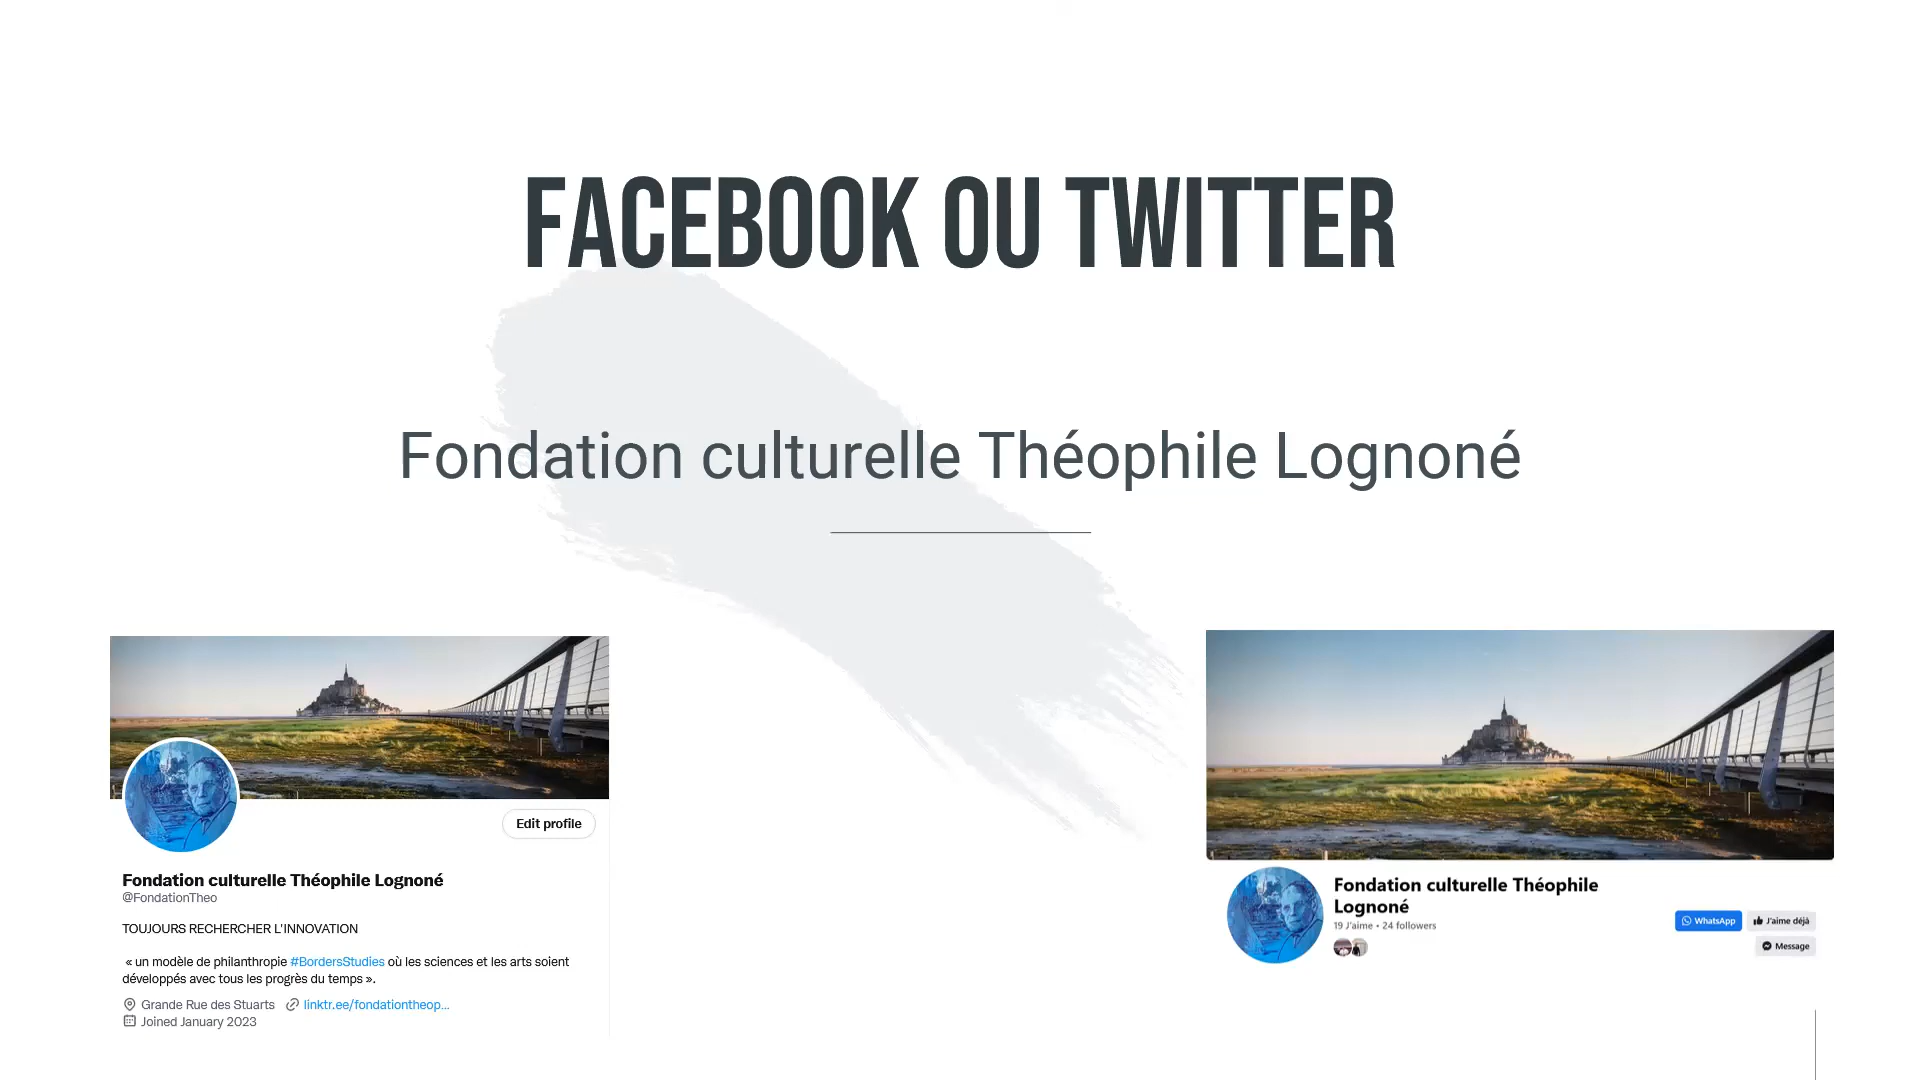 FACEBOOK OU TWITTER
Fondation culturelle Théophile Lognoné
Edit profile
Fondation culturelle Théophile Lognoné
@FondationTheo
TOUJOURS RECHERCHER L'INNOVATION
« un modèle de philanthropie #BordersStudies où les sciences et les arts soient
développés avec tous les progrès du temps ».
Grande Rue des Stuarts linktr.ee/fondationtheop...
Joined January 2023
Fondation culturelle Théophile
Lognoné
19 J'aime • 24 followers
WhatsApp
J'aime déjà
Message